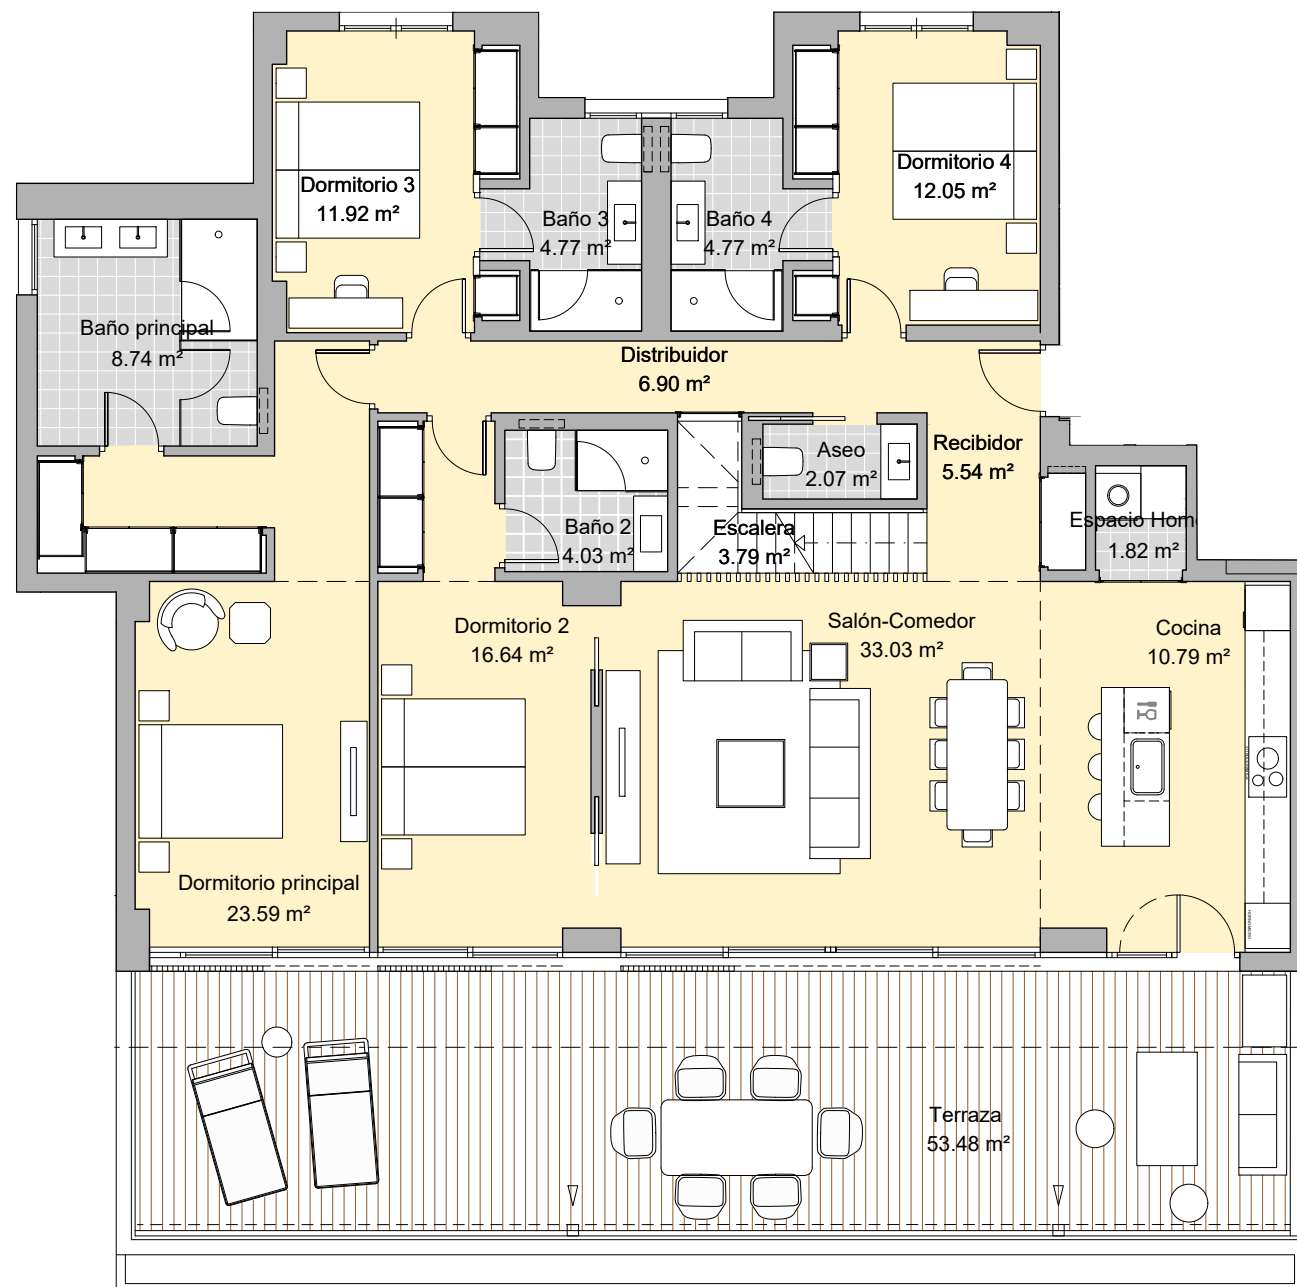 Dormitorio 3
11.92 m²
Dormitorio 4
12.05 m²
Baño 3
4.77 m²
Baño 4
4.77 m²
Baño principal
8.74 m²
Distribuidor
6.90 m²
Aseo
2.07 m²
Recibidor
5.54 m²
Baño 2
4.03 m²
Escalera
3.79 m²
Espacio Hom
1.82 m²
Dormitorio 2
16.64 m²
Salón-Comedor
33.03 m²
Cocina
10.79 m²
Dormitorio principal
23.59 m²
Terraza
53.48 m²